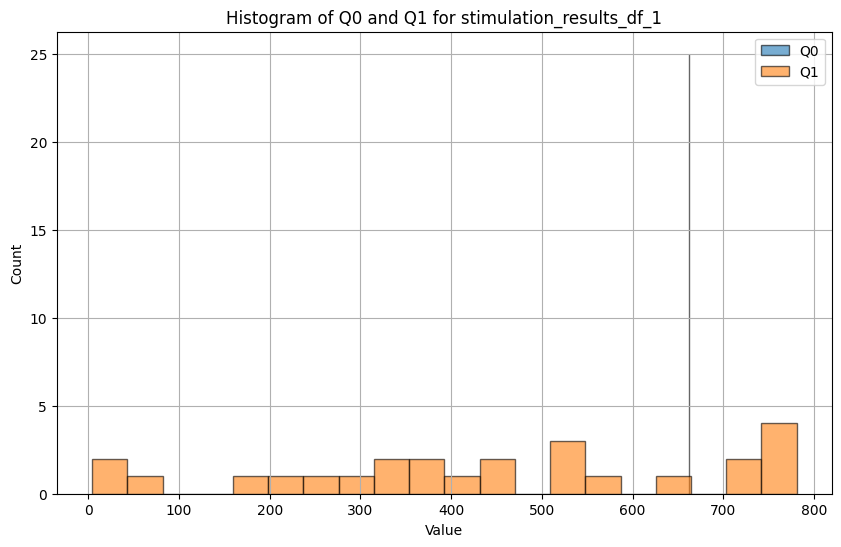 Histogram of Q0 and Q1 for stimulation_results_df_1
Q0
Q1
25
20
15
10
5
0
Count
0 100 200 300 400 500 600 700 800
Value